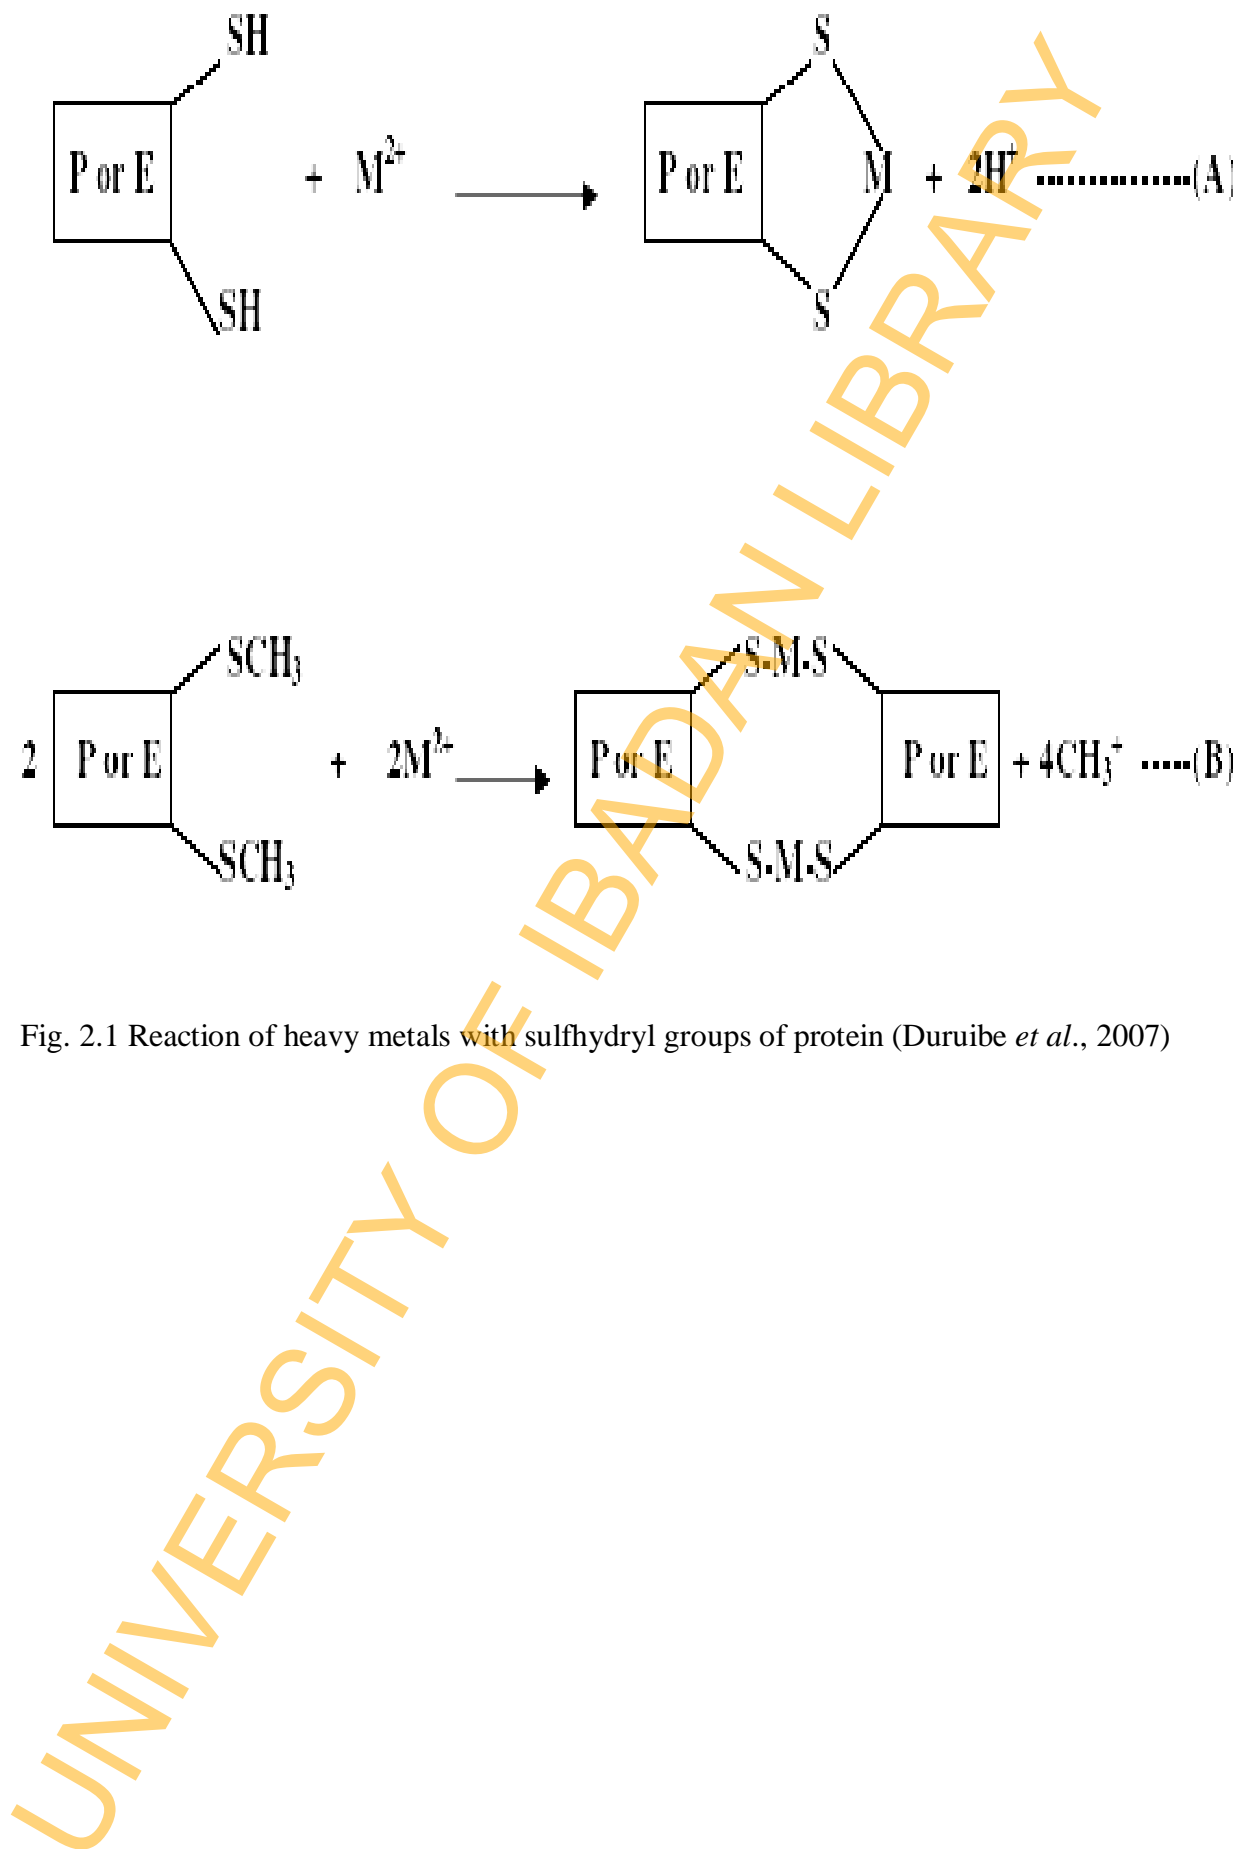 SH
S
P or E + M²⁺ P or E M + 2H⁺ ................(A)
SH
S
SCH₃
S-M-S
2 P or E + 2M²⁺ P or E P or E + 4CH₃⁺ .....(B)
SCH₃
S-M-S
Fig. 2.1 Reaction of heavy metals with sulfhydryl groups of protein (Duruibe et al., 2007)
UNIVERSITY OF IBADAN LIBRARY